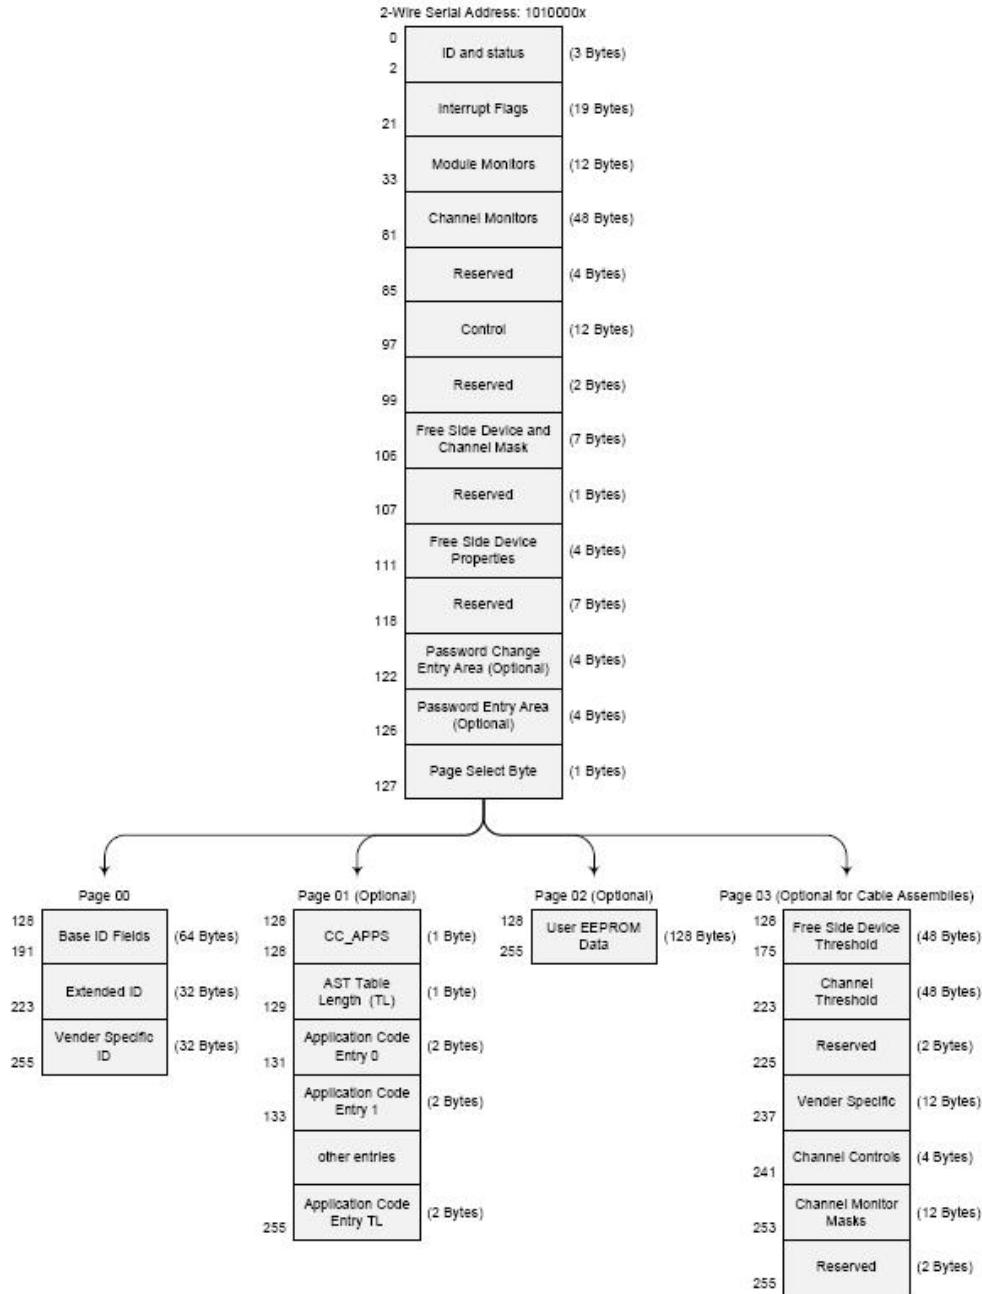 2-Wire Serial Address: 1010000x
0
ID and status
(3 Bytes)
2
Interrupt Flags
(19 Bytes)
21
Module Monitors
(12 Bytes)
33
Channel Monitors
(48 Bytes)
81
Reserved
(4 Bytes)
85
Control
(12 Bytes)
97
Reserved
(2 Bytes)
99
Free Side Device and
Channel Mask
(7 Bytes)
106
Reserved
(1 Bytes)
107
Free Side Device
Properties
(4 Bytes)
111
Reserved
(7 Bytes)
118
Password Change
Entry Area (Optional)
(4 Bytes)
122
Password Entry Area
(Optional)
(4 Bytes)
126
Page Select Byte
(1 Bytes)
127
Page 00
128
Base ID Fields
(64 Bytes)
191
Extended ID
(32 Bytes)
223
Vender Specific
ID
(32 Bytes)
255
Page 01 (Optional)
128
CC_APPS
(1 Byte)
128
AST Table
Length (TL)
(1 Byte)
129
Application Code
Entry 0
(2 Bytes)
131
Application Code
Entry 1
(2 Bytes)
133
other entries
Application Code
Entry TL
(2 Bytes)
255
Page 02 (Optional)
128
User EEPROM
Data
(128 Bytes)
255
Page 03 (Optional for Cable Assemblies)
128
Free Side Device
Threshold
(48 Bytes)
175
Channel
Threshold
(48 Bytes)
223
Reserved
(2 Bytes)
225
Vender Specific
(12 Bytes)
237
Channel Controls
(4 Bytes)
241
Channel Monitor
Masks
(12 Bytes)
253
Reserved
(2 Bytes)
255